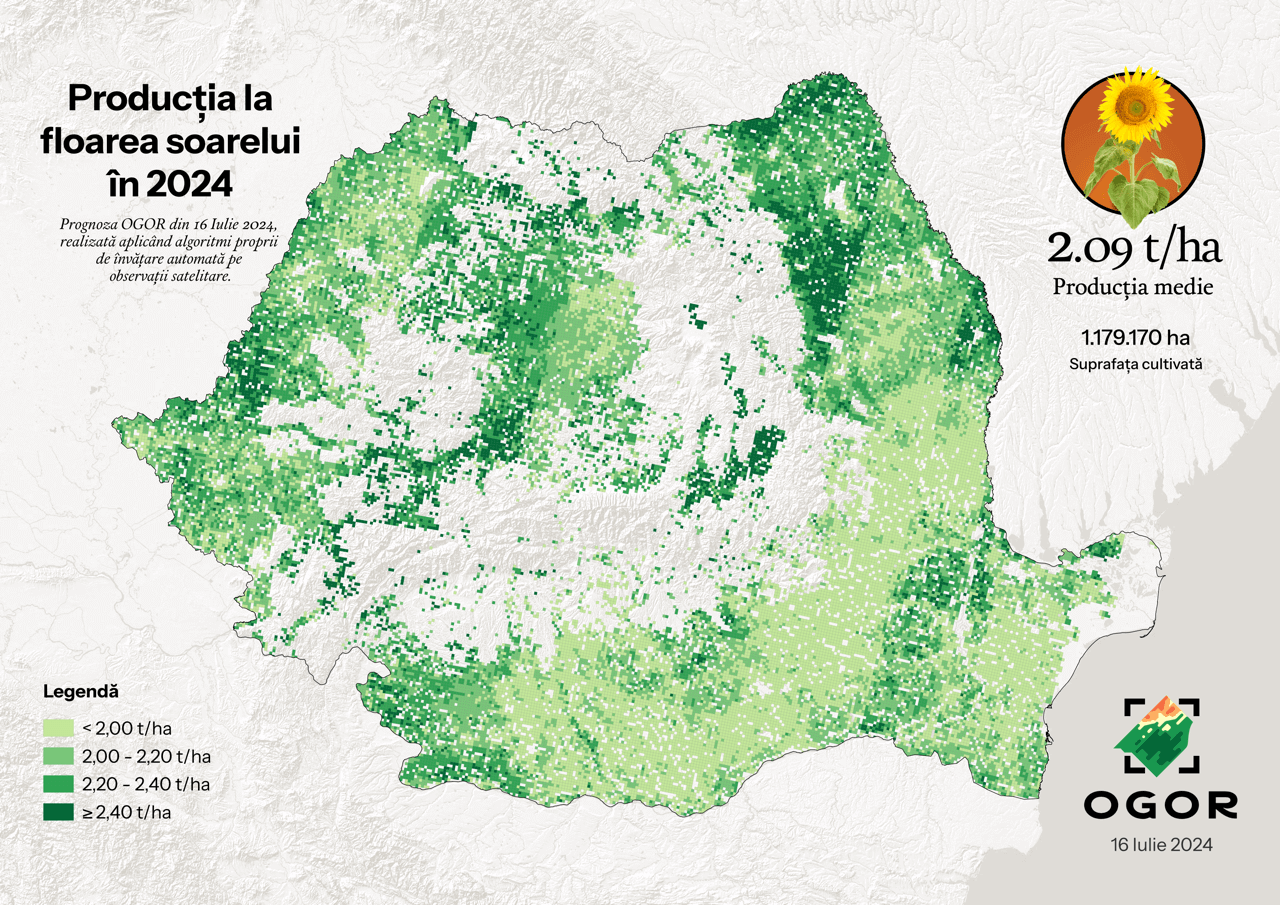 Producția la
floarea soarelui
în 2024
Prognoza OGOR din 16 Iulie 2024,
realizată aplicând algoritmi proprii
de învățare automată pe
observații satelitare.
2.09 t/ha
Producția medie
1.179.170 ha
Suprafața cultivată
Legendă
< 2,00 t/ha
2,00 - 2,20 t/ha
2,20 - 2,40 t/ha
≥ 2,40 t/ha
OGOR
16 Iulie 2024